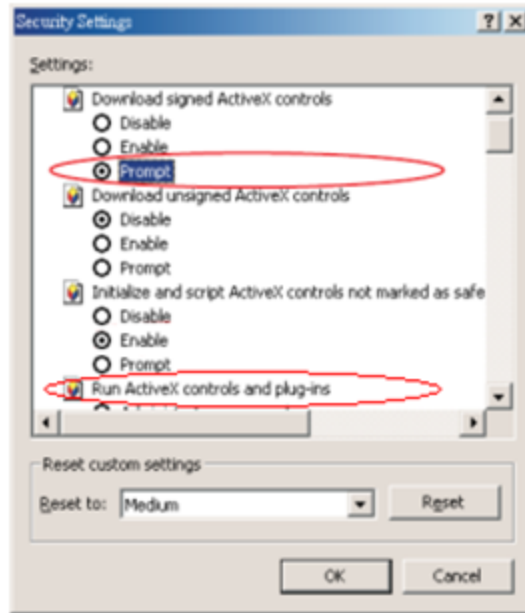 Security Settings
Settings:
Download signed ActiveX controls
Disable
Enable
Prompt
Download unsigned ActiveX controls
Disable
Enable
Prompt
Initialize and script ActiveX controls not marked as safe
Disable
Enable
Prompt
Run ActiveX controls and plug-ins
Reset custom settings
Reset to:
Medium
Reset
OK
Cancel